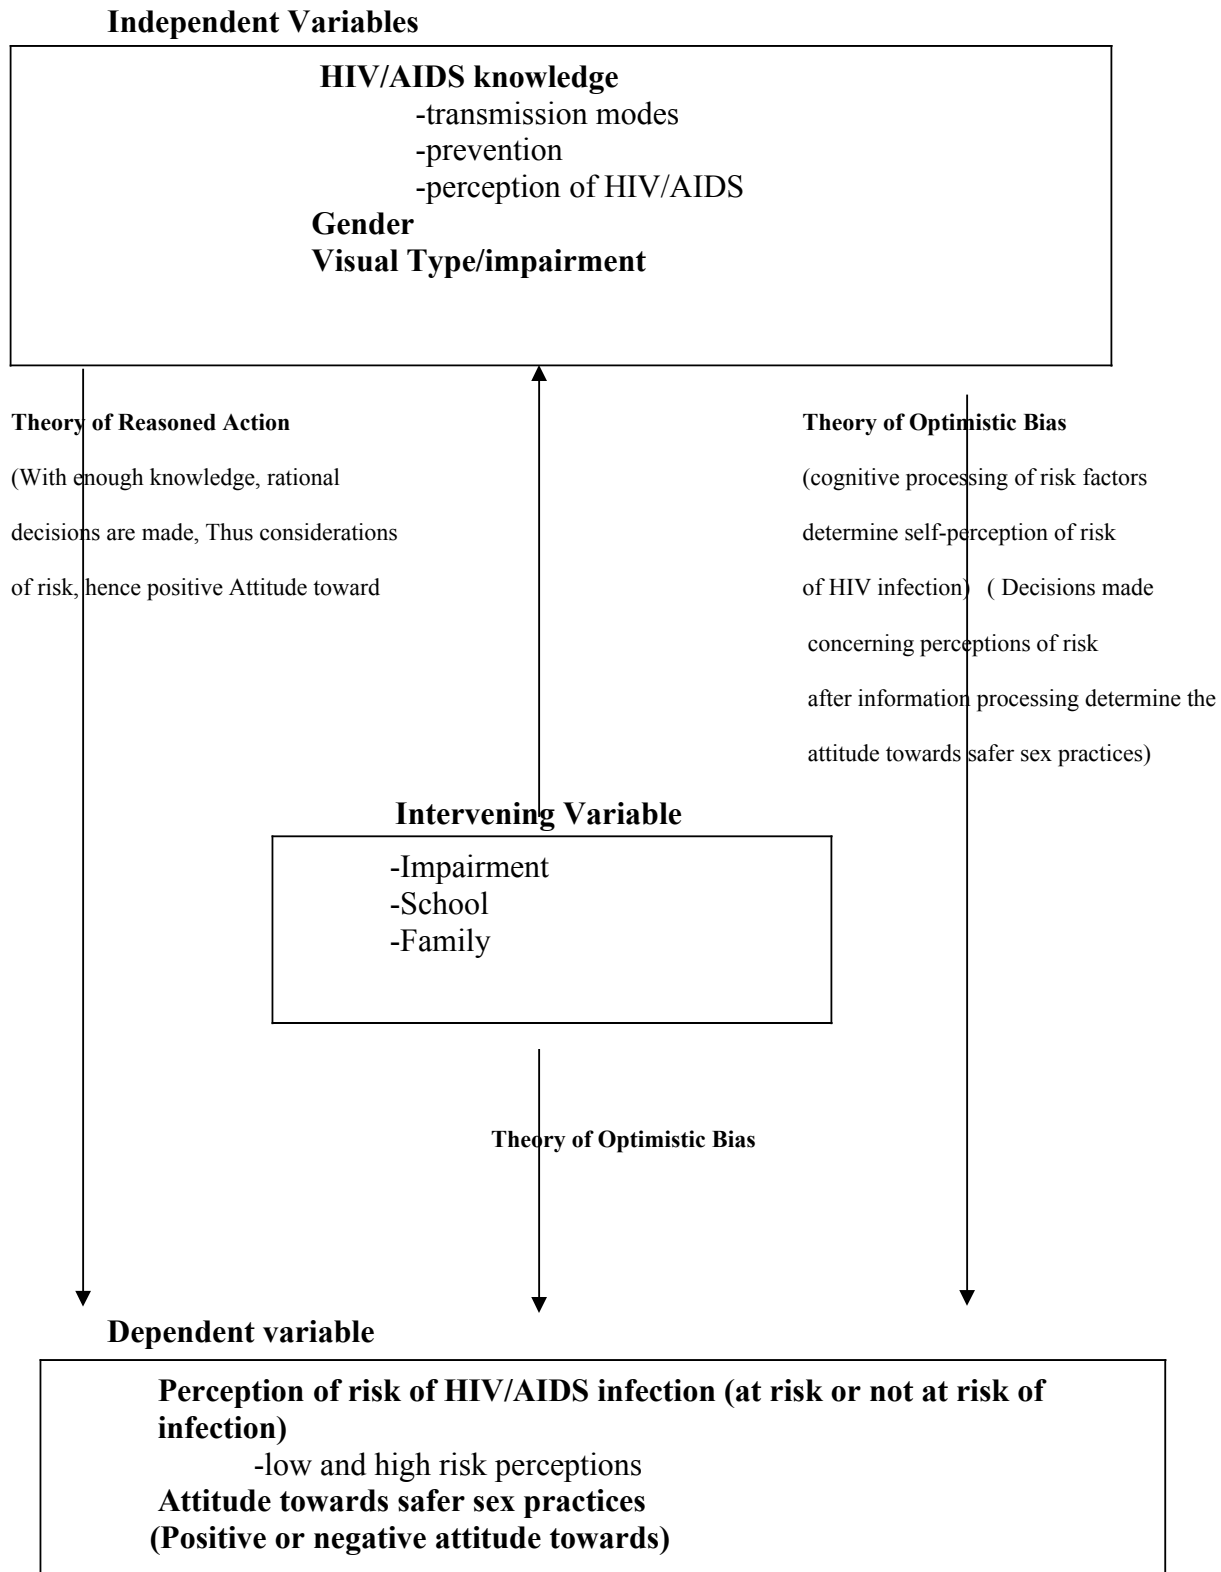 Independent Variables
HIV/AIDS knowledge
-transmission modes
-prevention
-perception of HIV/AIDS
Gender
Visual Type/impairment
Theory of Reasoned Action
(With enough knowledge, rational
decisions are made, Thus considerations
of risk, hence positive Attitude toward
Theory of Optimistic Bias
(cognitive processing of risk factors
determine self-perception of risk
of HIV infection) ( Decisions made
concerning perceptions of risk
after information processing determine the
attitude towards safer sex practices)
Intervening Variable
-Impairment
-School
-Family
Theory of Optimistic Bias
Dependent variable
Perception of risk of HIV/AIDS infection (at risk or not at risk of
infection)
-low and high risk perceptions
Attitude towards safer sex practices
(Positive or negative attitude towards)